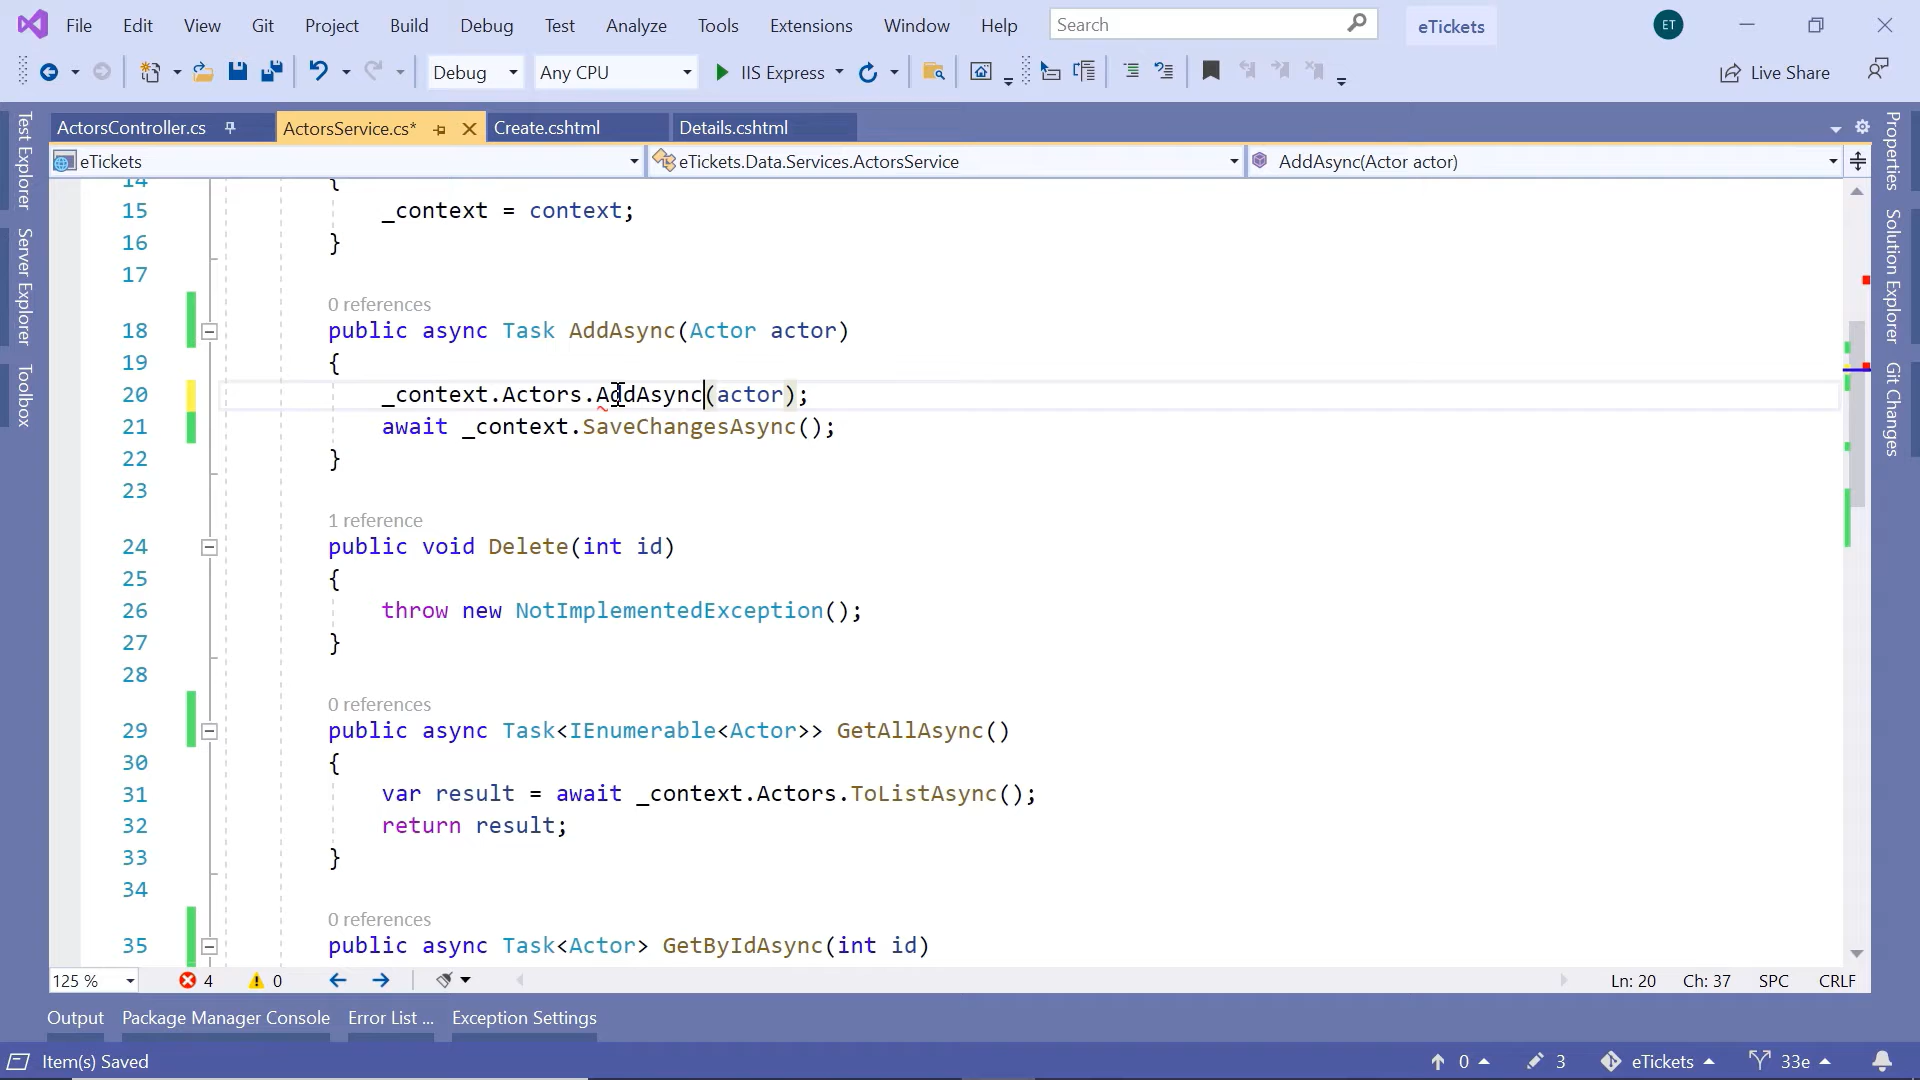 File Edit View Git Project Build Debug Test Analyze Tools Extensions Window Help Search eTickets ET
Debug Any CPU IIS Express Live Share
ActorsController.cs ActorsService.cs* Create.cshtml Details.cshtml
eTickets eTickets.Data.Services.ActorsService AddAsync(Actor actor)
Test Explorer
Server Explorer
Toolbox
14 {
15 _context = context;
16 }
17
0 references
18 public async Task AddAsync(Actor actor)
19 {
20 _context.Actors.AddAsync(actor);
21 await _context.SaveChangesAsync();
22 }
23
1 reference
24 public void Delete(int id)
25 {
26 throw new NotImplementedException();
27 }
28
0 references
29 public async Task<IEnumerable<Actor>> GetAllAsync()
30 {
31 var result = await _context.Actors.ToListAsync();
32 return result;
33 }
34
0 references
35 public async Task<Actor> GetByIdAsync(int id)
Properties
Solution Explorer
Git Changes
125 % 4 0 Ln: 20 Ch: 37 SPC CRLF
Output Package Manager Console Error List ... Exception Settings
Item(s) Saved 0 3 eTickets 33e